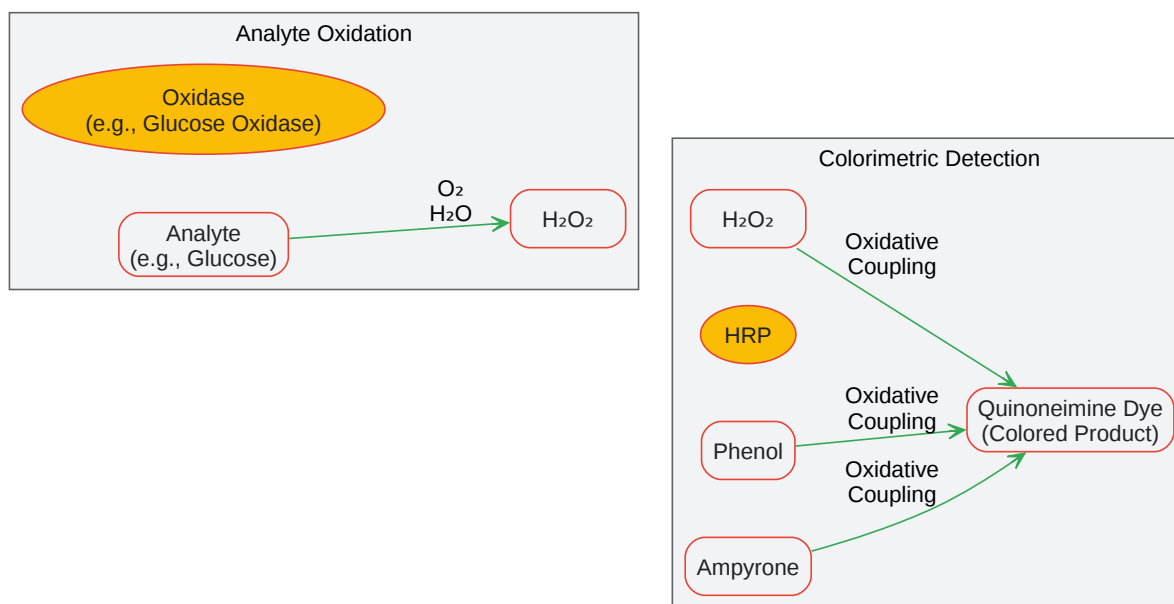 Analyte Oxidation
Oxidase
(e.g., Glucose Oxidase)
O₂
H₂O
H₂O₂
Analyte
(e.g., Glucose)
Colorimetric Detection
H₂O₂
Oxidative
Coupling
HRP
Oxidative
Coupling
Quinoneimine Dye
(Colored Product)
Phenol
Oxidative
Coupling
Ampyrone